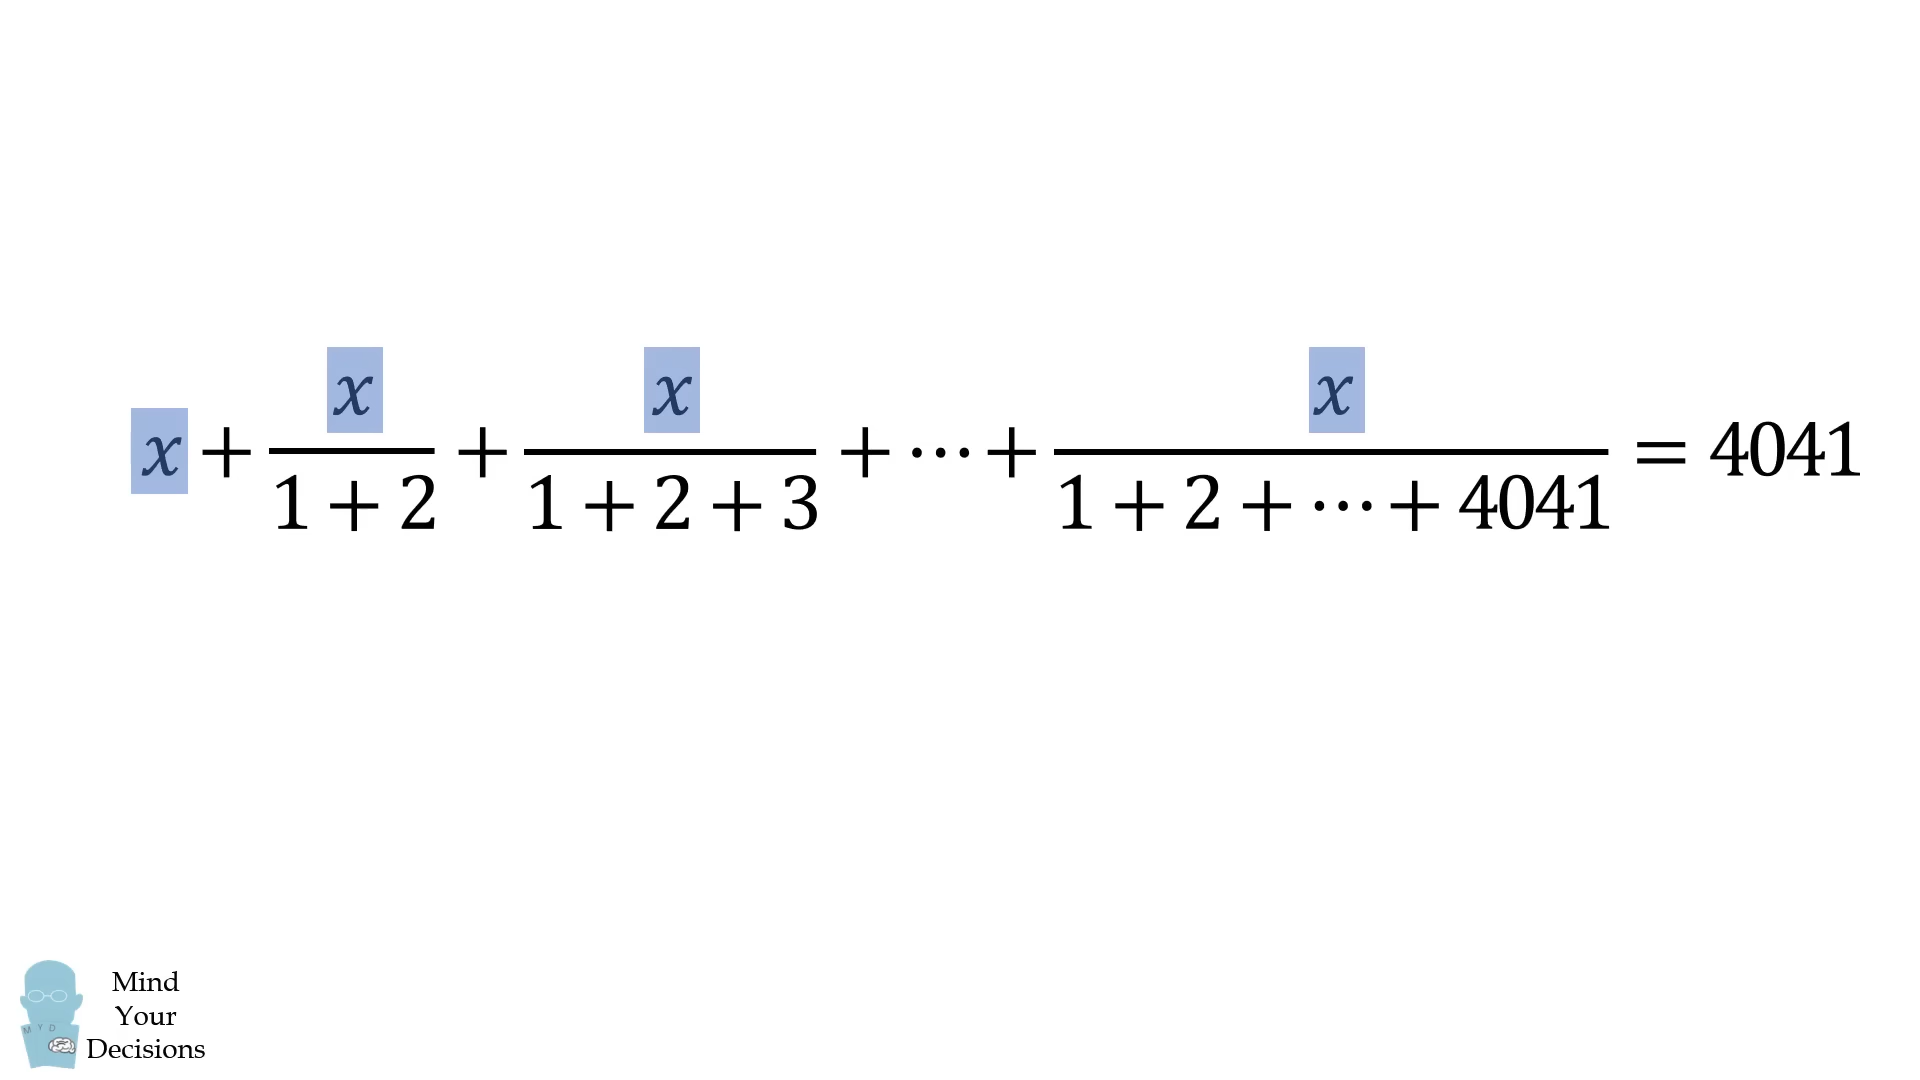 x + x/(1 + 2) + x/(1 + 2 + 3) + ⋯ + x/(1 + 2 + ⋯ + 4041) = 4041
M Y D
Mind
Your
Decisions